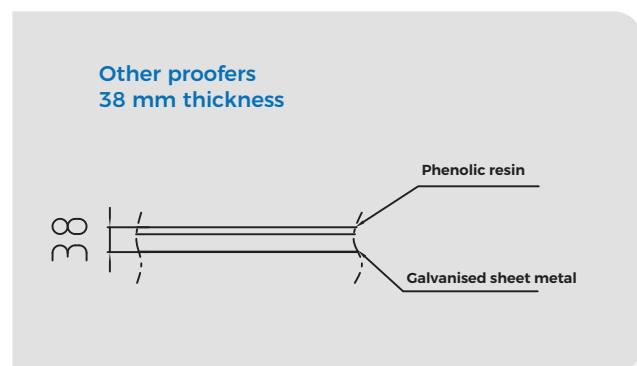 Other proofers
38 mm thickness
Phenolic resin
38
Galvanised sheet metal